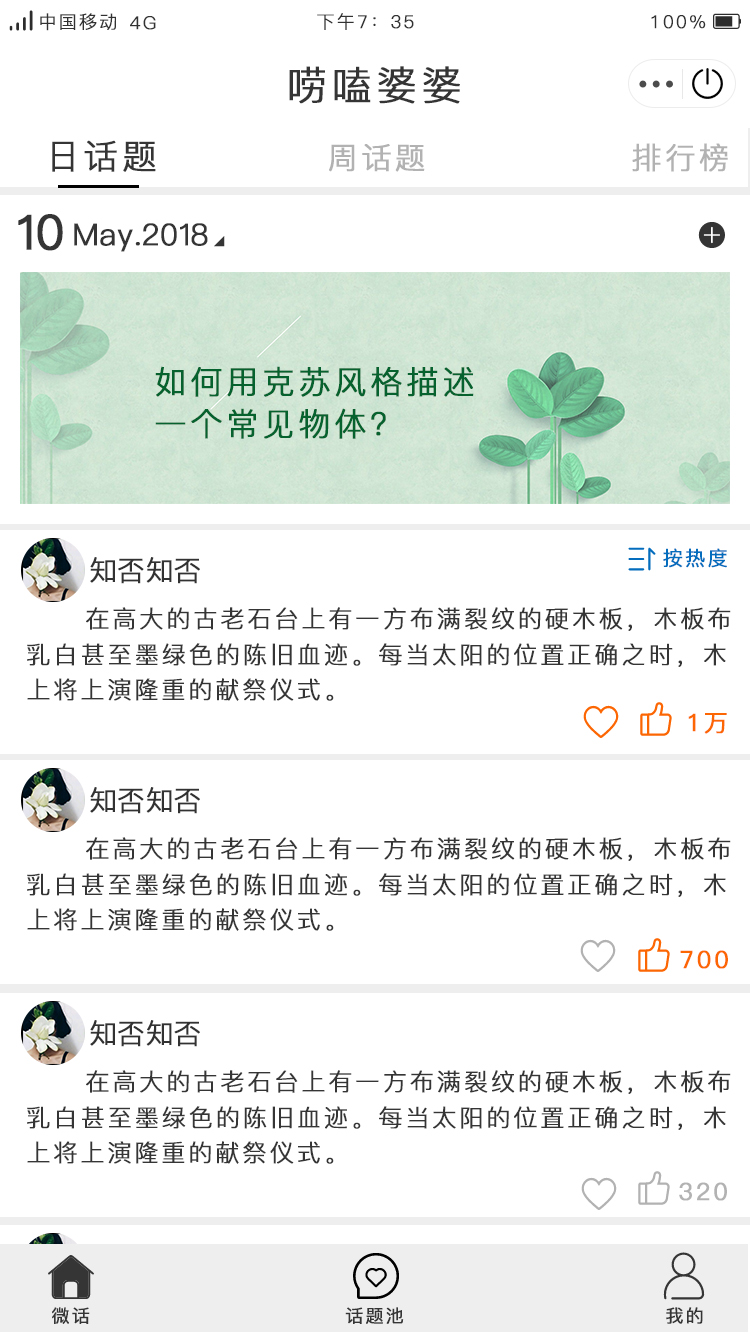 中国移动 4G 下午7：35 100%
唠嗑婆婆
日话题 周话题 排行榜
10 May.2018
如何用克苏风格描述
一个常见物体?
知否知否 按热度
在高大的古老石台上有一方布满裂纹的硬木板，木板布
乳白甚至墨绿色的陈旧血迹。每当太阳的位置正确之时，木
上将上演隆重的献祭仪式。
1万
知否知否
在高大的古老石台上有一方布满裂纹的硬木板，木板布
乳白甚至墨绿色的陈旧血迹。每当太阳的位置正确之时，木
上将上演隆重的献祭仪式。
700
知否知否
在高大的古老石台上有一方布满裂纹的硬木板，木板布
乳白甚至墨绿色的陈旧血迹。每当太阳的位置正确之时，木
上将上演隆重的献祭仪式。
320
微话 话题池 我的